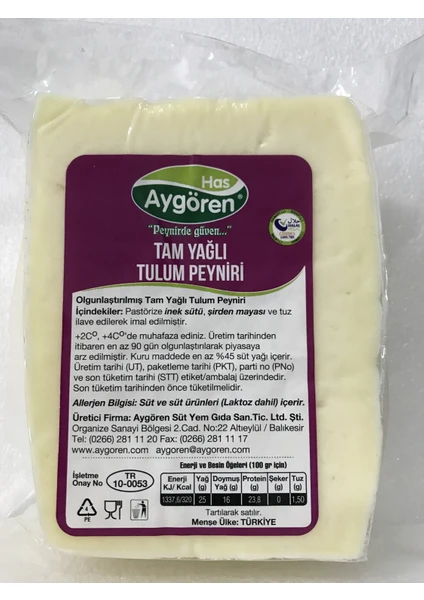 Has
Aygören®
"Peynirde güven..."
TAM YAĞLI
TULUM PEYNİRİ
Olgunlaştırılmış Tam Yağlı Tulum Peyniri
İçindekiler: Pastörize inek sütü, şirden mayası ve tuz
ilave edilerek imal edilmiştir.
+2C°, +4C°'de muhafaza ediniz. Üretim tarihinden
itibaren en az 90 gün olgunlaştırılarak piyasaya
arz edilmiştir. Kuru maddede en az %45 süt yağı içerir.
Üretim tarihi (UT), paketleme tarihi (PKT), parti no (PNo)
ve son tüketim tarihi (STT) etiket/ambalaj üzerindedir.
Son tüketim tarihinden önce tüketilmelidir.
Allerjen Bilgisi: Süt ve süt ürünleri (Laktoz dahil) içerir.
Üretici Firma: Aygören Süt Yem Gıda San.Tic. Ltd. Şti.
Organize Sanayi Bölgesi 2.Cad. No:22 Altıeylül / Balıkesir
Tel: (0266) 281 11 20 Fax: (0266) 281 11 17
www.aygoren.com aygoren@aygoren.com
Enerji ve Besin Öğeleri (100 gr için)
İşletme Onay No TR 10-0053
Enerji KJ/ Kcal Yağ (g) Doymuş Yağ (g) Protein (g) Şeker (g) Tuz (g)
1337,6/320 25 16 23,8 0 1,50
4 PE
Tartılarak satılır.
Menşe Ülke: TÜRKİYE